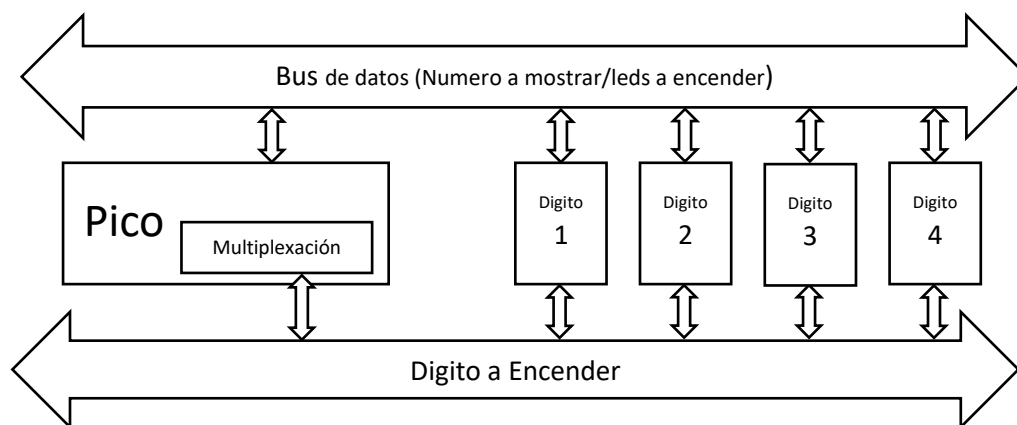 Bus de datos (Numero a mostrar/leds a encender)
Pico
Multiplexación
Digito
1
Digito
2
Digito
3
Digito
4
Digito a Encender